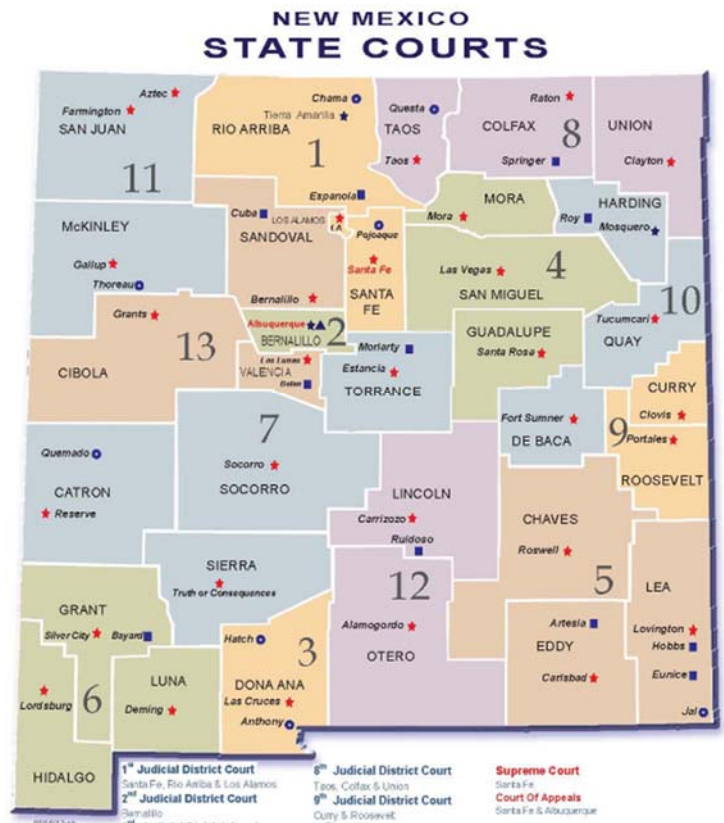 NEW MEXICO
STATE COURTS
Aztec
Farmington
SAN JUAN
11
Chama
Tierra Amarilla
RIO ARRIBA
1
Espanola
Questa
TAOS
Taos
Raton
COLFAX
8
Springer
UNION
Clayton
McKINLEY
Gallup
Thoreau
Cuba
LOS ALAMOS
LA
SANDOVAL
Bernalillo
Pojoaque
Santa Fe
SANTA
FE
MORA
Mora
HARDING
Roy
Mosquero
Las Vegas
4
SAN MIGUEL
10
Tucumcari
QUAY
Grants
13
CIBOLA
Albuquerque
2
BERNALILLO
Los Lunas
VALENCIA
Belen
Moriarty
Estancia
TORRANCE
GUADALUPE
Santa Rosa
CURRY
Clovis
9
Portales
ROOSEVELT
Fort Sumner
DE BACA
7
Socorro
SOCORRO
Quemado
CATRON
Reserve
LINCOLN
Carrizozo
Ruidoso
CHAVES
Roswell
5
LEA
Lovington
Hobbs
Eunice
Jal
SIERRA
Truth or Consequences
12
Alamogordo
OTERO
Artesia
EDDY
Carlsbad
GRANT
Silver City
Bayard
6
Lordsburg
HIDALGO
LUNA
Deming
Hatch
3
DONA ANA
Las Cruces
Anthony
1st Judicial District Court
Santa Fe, Rio Arriba & Los Alamos
2nd Judicial District Court
Bernalillo
8th Judicial District Court
Taos, Colfax & Union
9th Judicial District Court
Curry & Roosevelt
Supreme Court
Santa Fe
Court Of Appeals
Santa Fe & Albuquerque